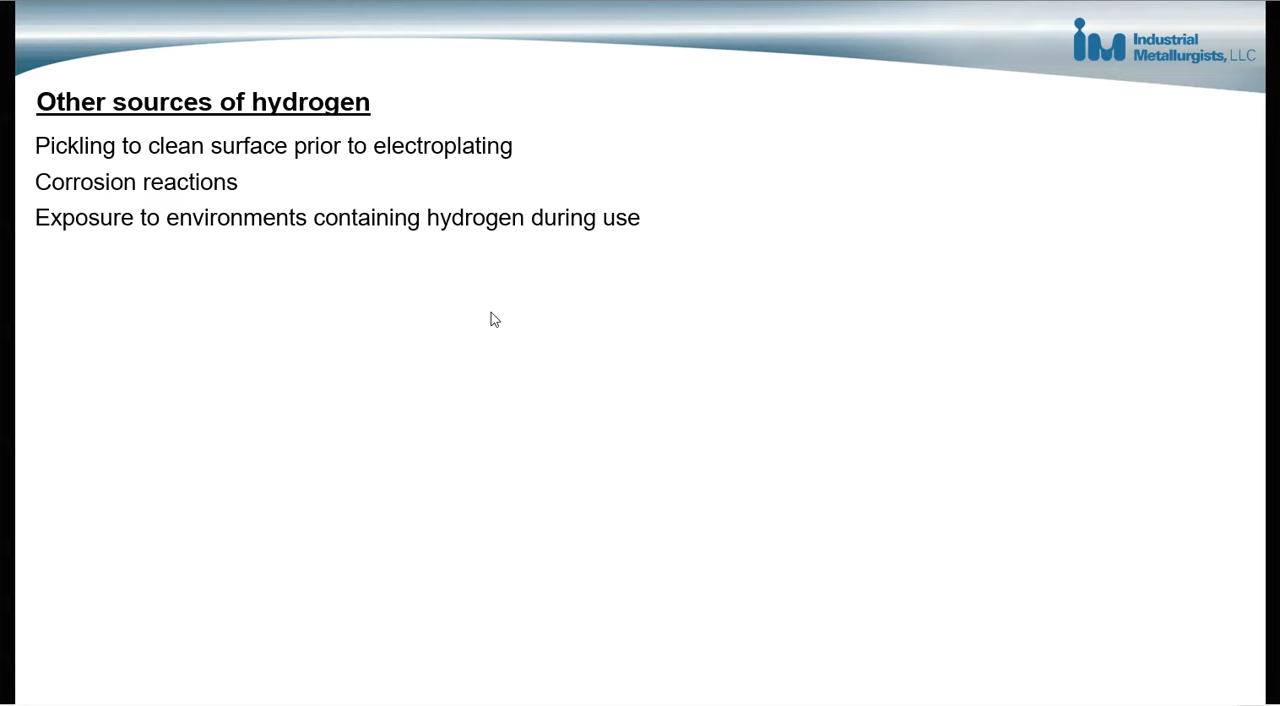 Industrial
Metallurgists, LLC
Other sources of hydrogen
Pickling to clean surface prior to electroplating
Corrosion reactions
Exposure to environments containing hydrogen during use